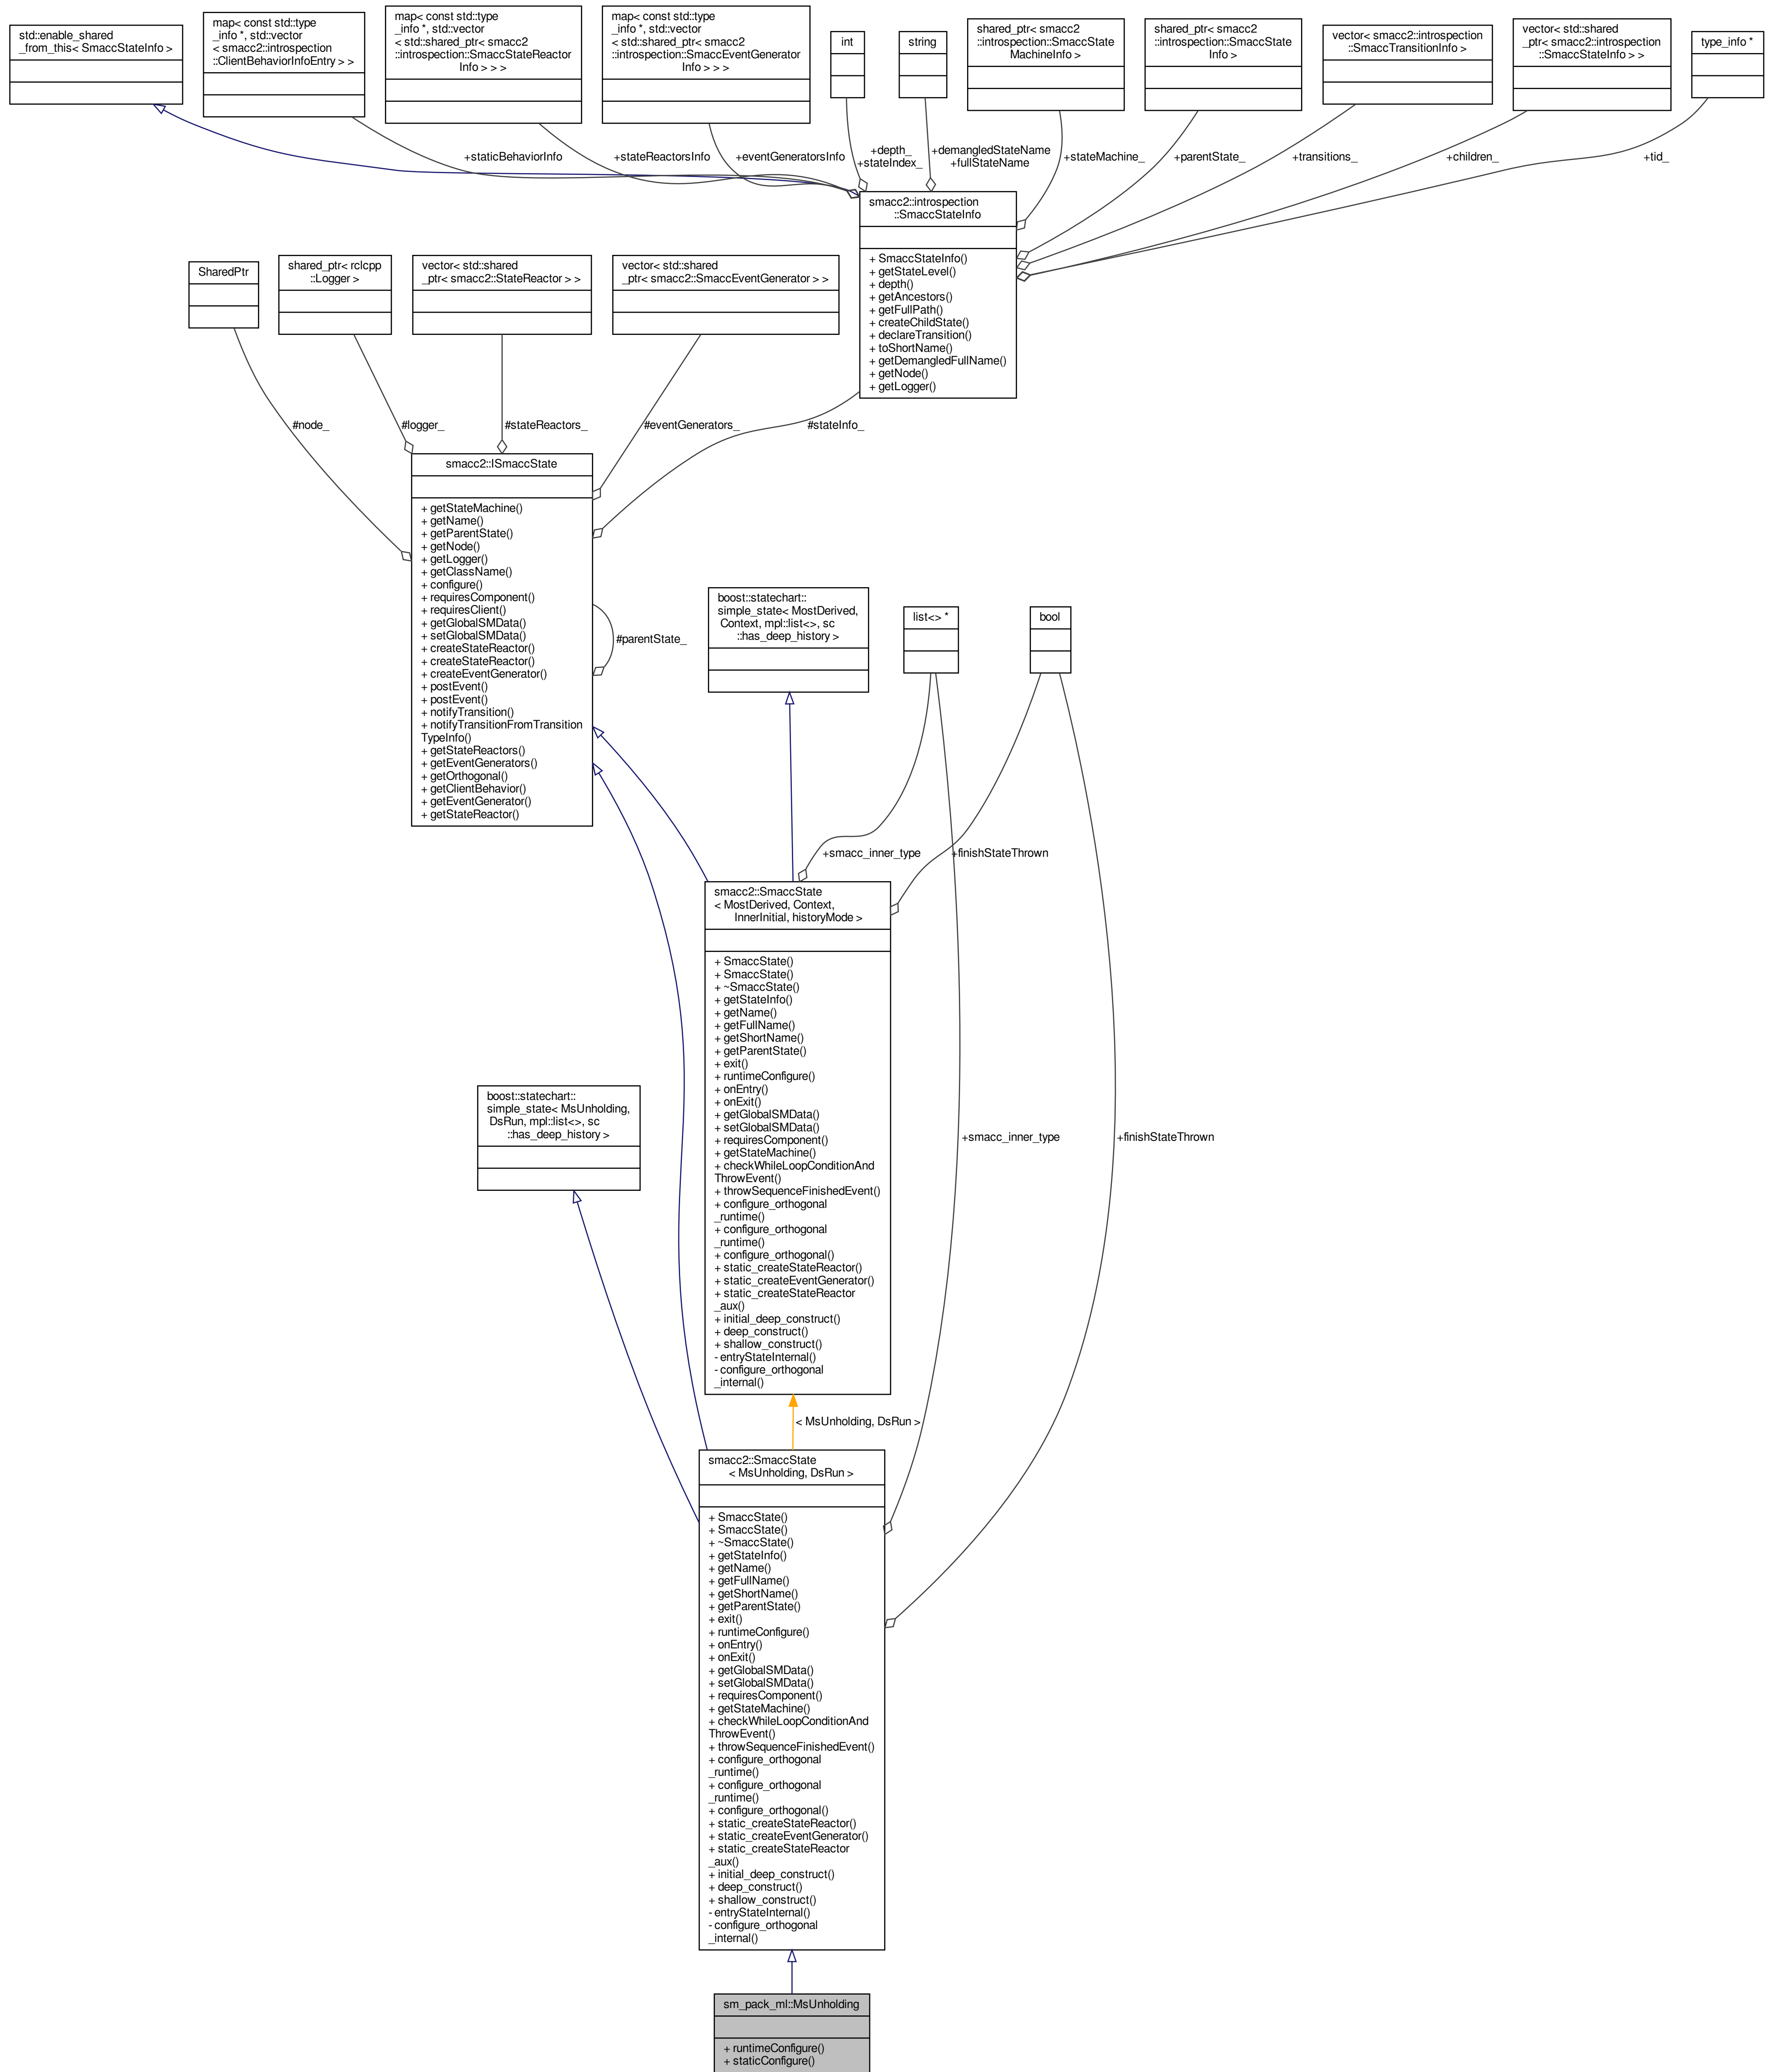 std::enable_shared
_from_this< SmaccStateInfo >
map< const std::type
_info *, std::vector
< smacc2::introspection
::ClientBehaviorInfoEntry > >
map< const std::type
_info *, std::vector
< std::shared_ptr< smacc2
::introspection::SmaccStateReactor
Info > > >
map< const std::type
_info *, std::vector
< std::shared_ptr< smacc2
::introspection::SmaccEventGenerator
Info > > >
int
string
shared_ptr< smacc2
::introspection::SmaccState
MachineInfo >
shared_ptr< smacc2
::introspection::SmaccState
Info >
vector< smacc2::introspection
::SmaccTransitionInfo >
vector< std::shared
_ptr< smacc2::introspection
::SmaccStateInfo > >
type_info *
+staticBehaviorInfo
+stateReactorsInfo
+eventGeneratorsInfo
+depth_
+stateIndex_
+demangledStateName
+fullStateName
+stateMachine_
+parentState_
+transitions_
+children_
+tid_
smacc2::introspection
::SmaccStateInfo
+ SmaccStateInfo()
+ getStateLevel()
+ depth()
+ getAncestors()
+ getFullPath()
+ createChildState()
+ declareTransition()
+ toShortName()
+ getDemangledFullName()
+ getNode()
+ getLogger()
SharedPtr
shared_ptr< rclcpp
::Logger >
vector< std::shared
_ptr< smacc2::StateReactor > >
vector< std::shared
_ptr< smacc2::SmaccEventGenerator > >
#node_
#logger_
#stateReactors_
#eventGenerators_
#stateInfo_
smacc2::ISmaccState
+ getStateMachine()
+ getName()
+ getParentState()
+ getNode()
+ getLogger()
+ getClassName()
+ configure()
+ requiresComponent()
+ requiresClient()
+ getGlobalSMData()
+ setGlobalSMData()
+ createStateReactor()
+ createStateReactor()
+ createEventGenerator()
+ postEvent()
+ postEvent()
+ notifyTransition()
+ notifyTransitionFromTransition
TypeInfo()
+ getStateReactors()
+ getEventGenerators()
+ getOrthogonal()
+ getClientBehavior()
+ getEventGenerator()
+ getStateReactor()
#parentState_
boost::statechart::
simple_state< MostDerived,
Context, mpl::list<>, sc
::has_deep_history >
list<> *
bool
+smacc_inner_type
+finishStateThrown
smacc2::SmaccState
< MostDerived, Context,
InnerInitial, historyMode >
+ SmaccState()
+ SmaccState()
+ ~SmaccState()
+ getStateInfo()
+ getName()
+ getFullName()
+ getShortName()
+ getParentState()
+ exit()
+ runtimeConfigure()
+ onEntry()
+ onExit()
+ getGlobalSMData()
+ setGlobalSMData()
+ requiresComponent()
+ getStateMachine()
+ checkWhileLoopConditionAnd
ThrowEvent()
+ throwSequenceFinishedEvent()
+ configure_orthogonal
_runtime()
+ configure_orthogonal
_runtime()
+ configure_orthogonal()
+ static_createStateReactor()
+ static_createEventGenerator()
+ static_createStateReactor
_aux()
+ initial_deep_construct()
+ deep_construct()
+ shallow_construct()
- entryStateInternal()
- configure_orthogonal
_internal()
boost::statechart::
simple_state< MsUnholding,
DsRun, mpl::list<>, sc
::has_deep_history >
+smacc_inner_type
+finishStateThrown
< MsUnholding, DsRun >
smacc2::SmaccState
< MsUnholding, DsRun >
+ SmaccState()
+ SmaccState()
+ ~SmaccState()
+ getStateInfo()
+ getName()
+ getFullName()
+ getShortName()
+ getParentState()
+ exit()
+ runtimeConfigure()
+ onEntry()
+ onExit()
+ getGlobalSMData()
+ setGlobalSMData()
+ requiresComponent()
+ getStateMachine()
+ checkWhileLoopConditionAnd
ThrowEvent()
+ throwSequenceFinishedEvent()
+ configure_orthogonal
_runtime()
+ configure_orthogonal
_runtime()
+ configure_orthogonal()
+ static_createStateReactor()
+ static_createEventGenerator()
+ static_createStateReactor
_aux()
+ initial_deep_construct()
+ deep_construct()
+ shallow_construct()
- entryStateInternal()
- configure_orthogonal
_internal()
sm_pack_ml::MsUnholding
+ runtimeConfigure()
+ staticConfigure()